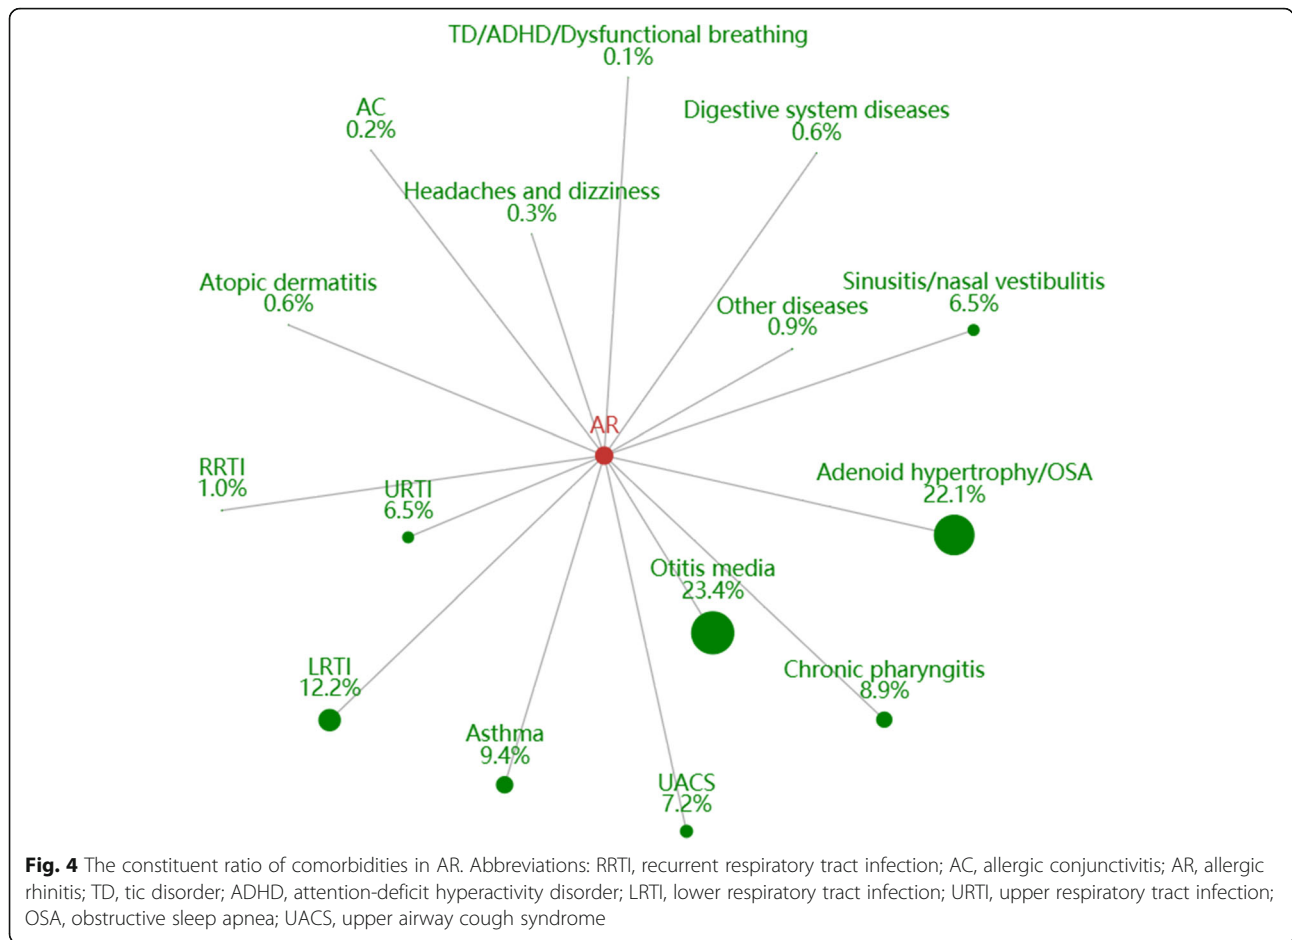 TD/ADHD/Dysfunctional breathing
0.1%
AC
0.2%
Digestive system diseases
0.6%
Headaches and dizziness
0.3%
Atopic dermatitis
0.6%
Sinusitis/nasal vestibulitis
6.5%
Other diseases
0.9%
AR
RRTI
1.0%
URTI
6.5%
Adenoid hypertrophy/OSA
22.1%
Otitis media
23.4%
LRTI
12.2%
Chronic pharyngitis
8.9%
Asthma
9.4%
UACS
7.2%
Fig. 4 The constituent ratio of comorbidities in AR. Abbreviations: RRTI, recurrent respiratory tract infection; AC, allergic conjunctivitis; AR, allergic
rhinitis; TD, tic disorder; ADHD, attention-deficit hyperactivity disorder; LRTI, lower respiratory tract infection; URTI, upper respiratory tract infection;
OSA, obstructive sleep apnea; UACS, upper airway cough syndrome